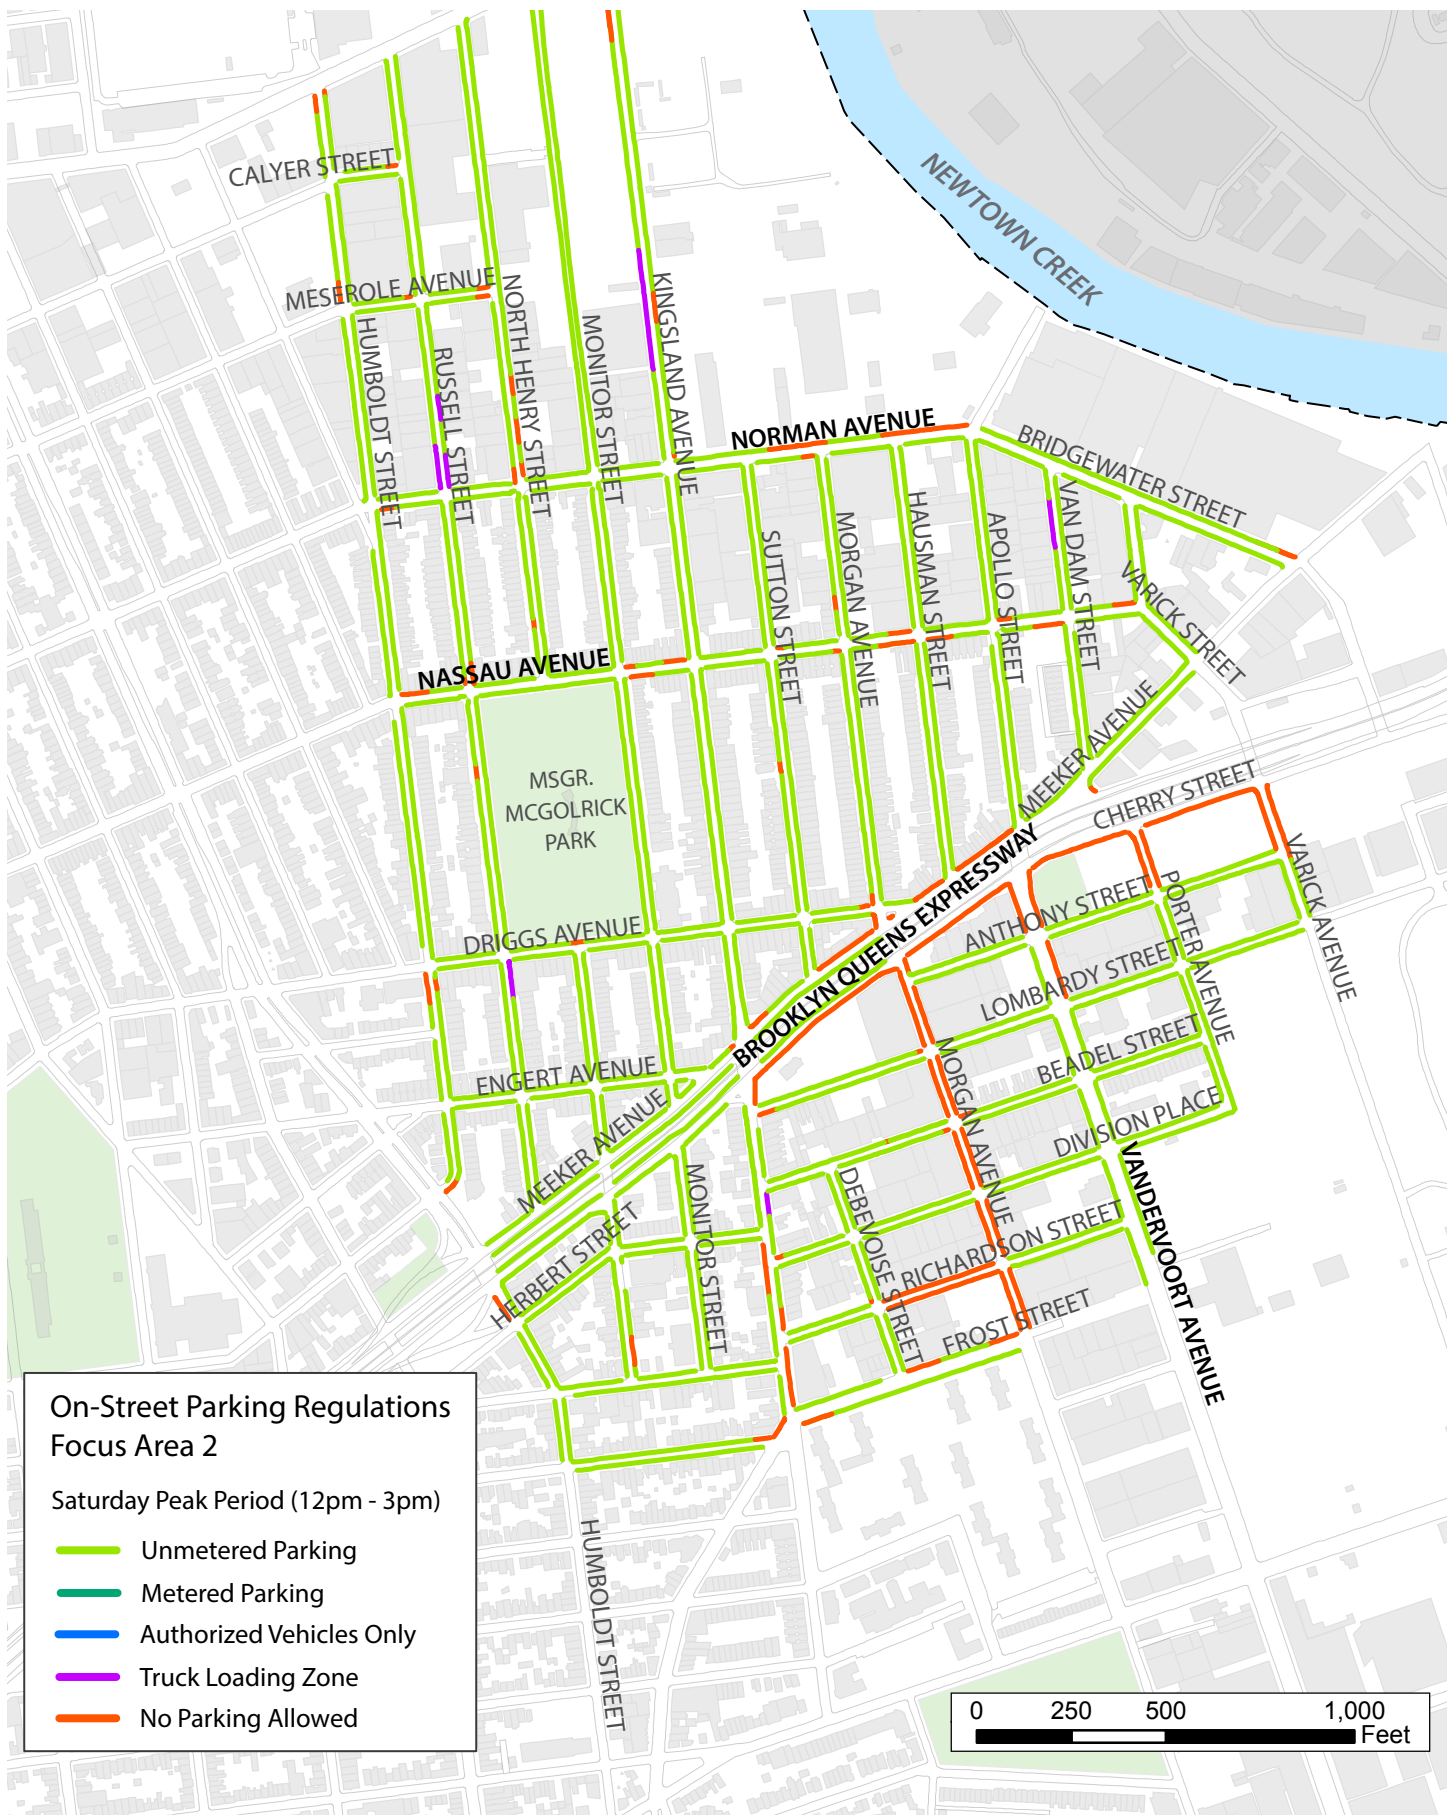 CALYER STREET
NEWTOWN CREEK
MESEROLE AVENUE
HUMBOLDT STREET
RUSSELL STREET
NORTH HENRY STREET
MONITOR STREET
KINGSLAND AVENUE
NORMAN AVENUE
BRIDGEWATER STREET
SUTTON STREET
MORGAN AVENUE
HAUSMAN STREET
APOLLO STREET
VAN DAM STREET
VARICK STREET
NASSAU AVENUE
MEEKER AVENUE
MSGR.
MCGOLRICK
PARK
CHERRY STREET
BROOKLYN QUEENS EXPRESSWAY
VARICK AVENUE
PORTER AVENUE
ANTHONY STREET
DRIGGS AVENUE
LOMBARDY STREET
BEADEL STREET
ENGERT AVENUE
MORGAN AVENUE
DIVISION PLACE
MEEKER AVENUE
VANDERVOORT AVENUE
MONITOR STREET
DEBEVOISE STREET
HERBERT STREET
RICHARDSON STREET
FROST STREET
On-Street Parking Regulations
Focus Area 2
Saturday Peak Period (12pm - 3pm)
Unmetered Parking
Metered Parking
Authorized Vehicles Only
Truck Loading Zone
No Parking Allowed
HUMBOLDT STREET
0 250 500 1,000
Feet